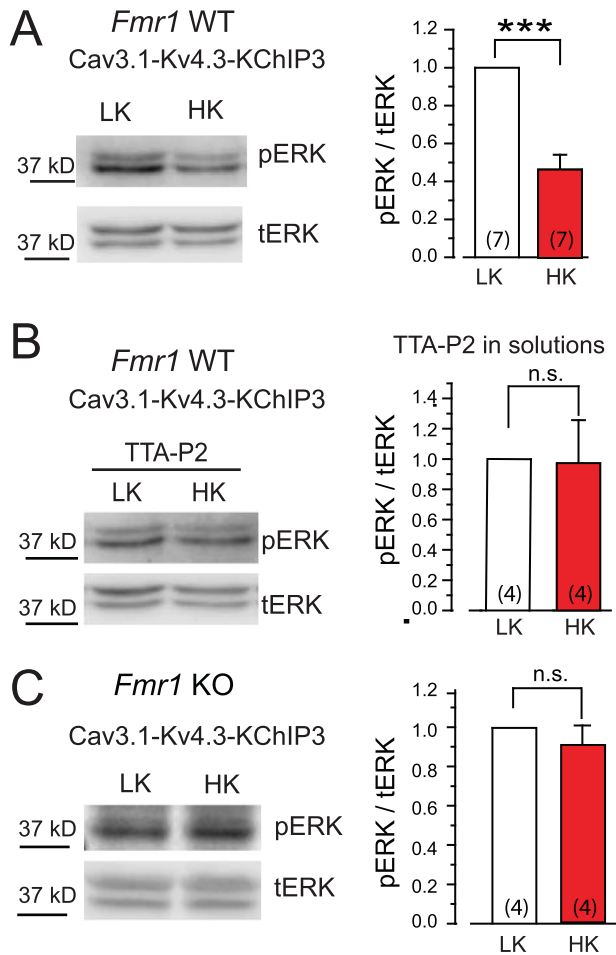 A
Fmr1 WT
Cav3.1-Kv4.3-KChIP3
LK HK
37 kD
pERK
37 kD
tERK
pERK / tERK
1.2
1.0
0.8
0.6
0.4
0.2
0.0
***
(7) (7)
LK HK
B
Fmr1 WT
Cav3.1-Kv4.3-KChIP3
TTA-P2
LK HK
37 kD
pERK
37 kD
tERK
TTA-P2 in solutions
n.s.
pERK / tERK
1.4
1.2
1.0
0.8
0.6
0.4
0.2
0.0
(4) (4)
LK HK
C
Fmr1 KO
Cav3.1-Kv4.3-KChIP3
LK HK
37 kD
pERK
37 kD
tERK
n.s.
pERK / tERK
1.2
1.0
0.8
0.6
0.4
0.2
0.0
(4) (4)
LK HK